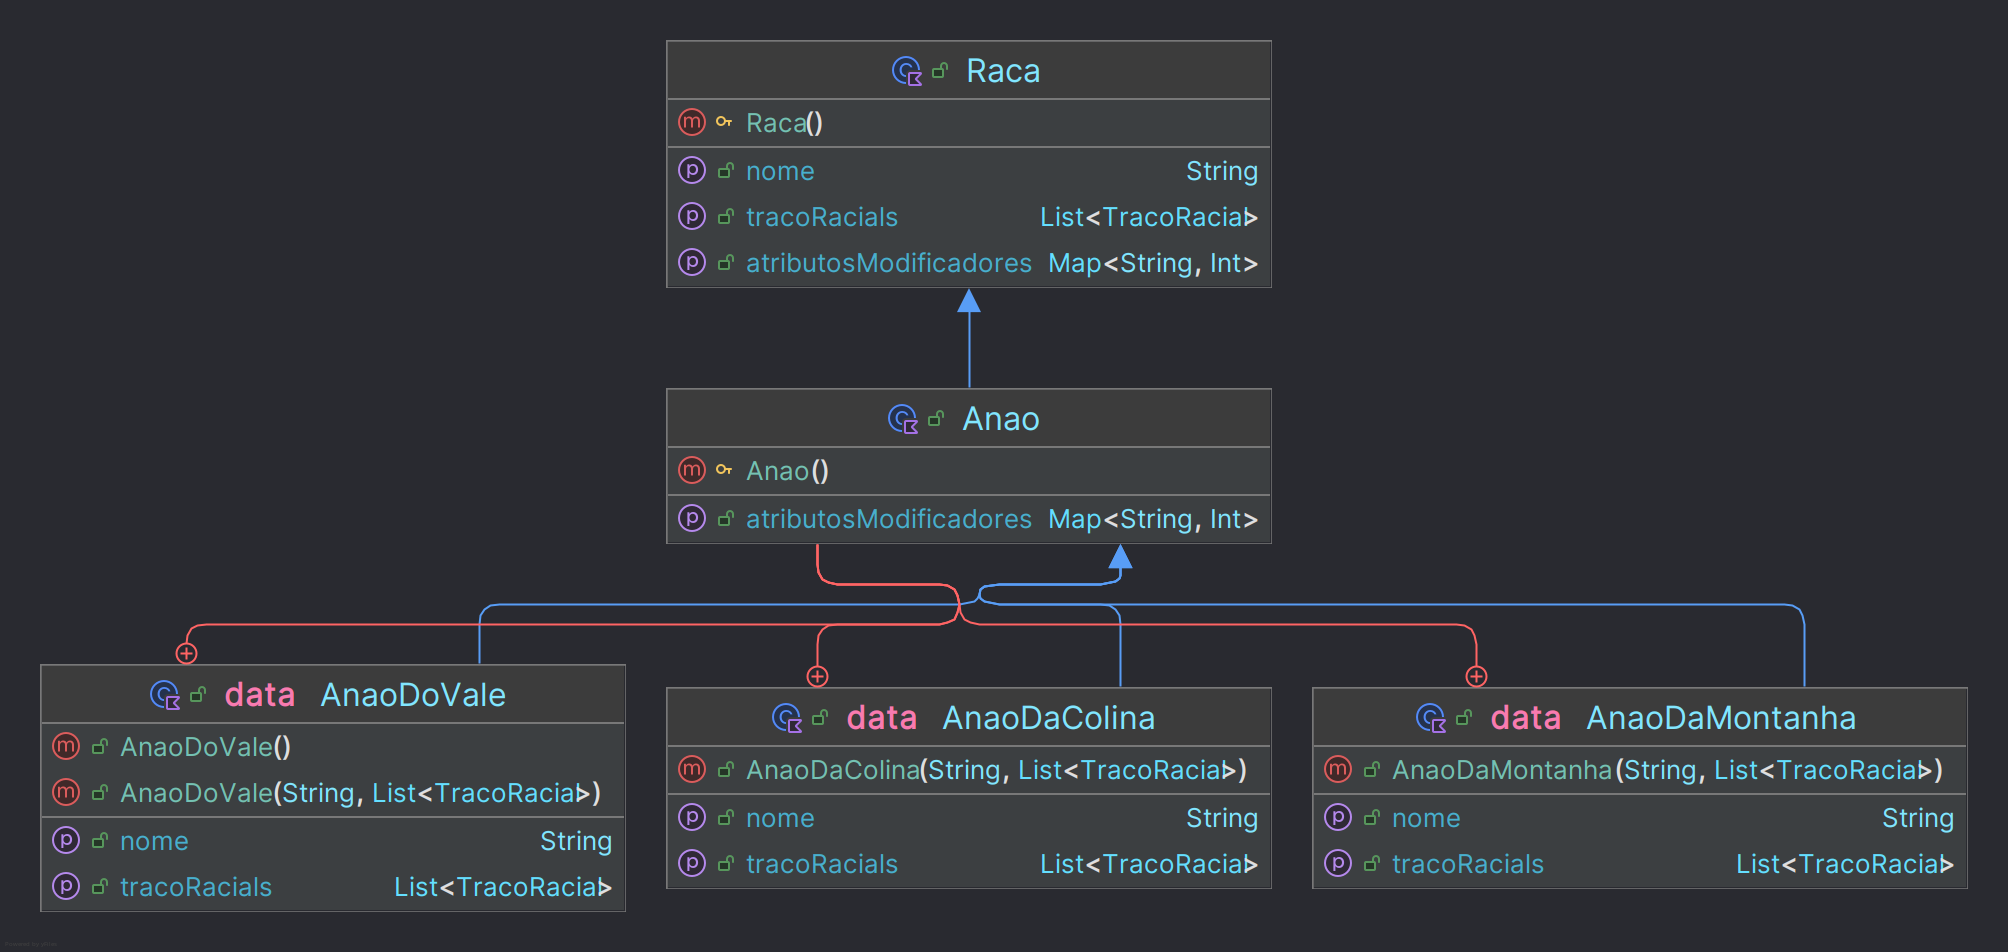 Raca
Raca()
nome String
tracoRacials List<TracoRacial>
atributosModificadores Map<String, Int>
Anao
Anao()
atributosModificadores Map<String, Int>
data AnaoDoVale
AnaoDoVale()
AnaoDoVale(String, List<TracoRacial>)
nome String
tracoRacials List<TracoRacial>
data AnaoDaColina
AnaoDaColina(String, List<TracoRacial>)
nome String
tracoRacials List<TracoRacial>
data AnaoDaMontanha
AnaoDaMontanha(String, List<TracoRacial>)
nome String
tracoRacials List<TracoRacial>